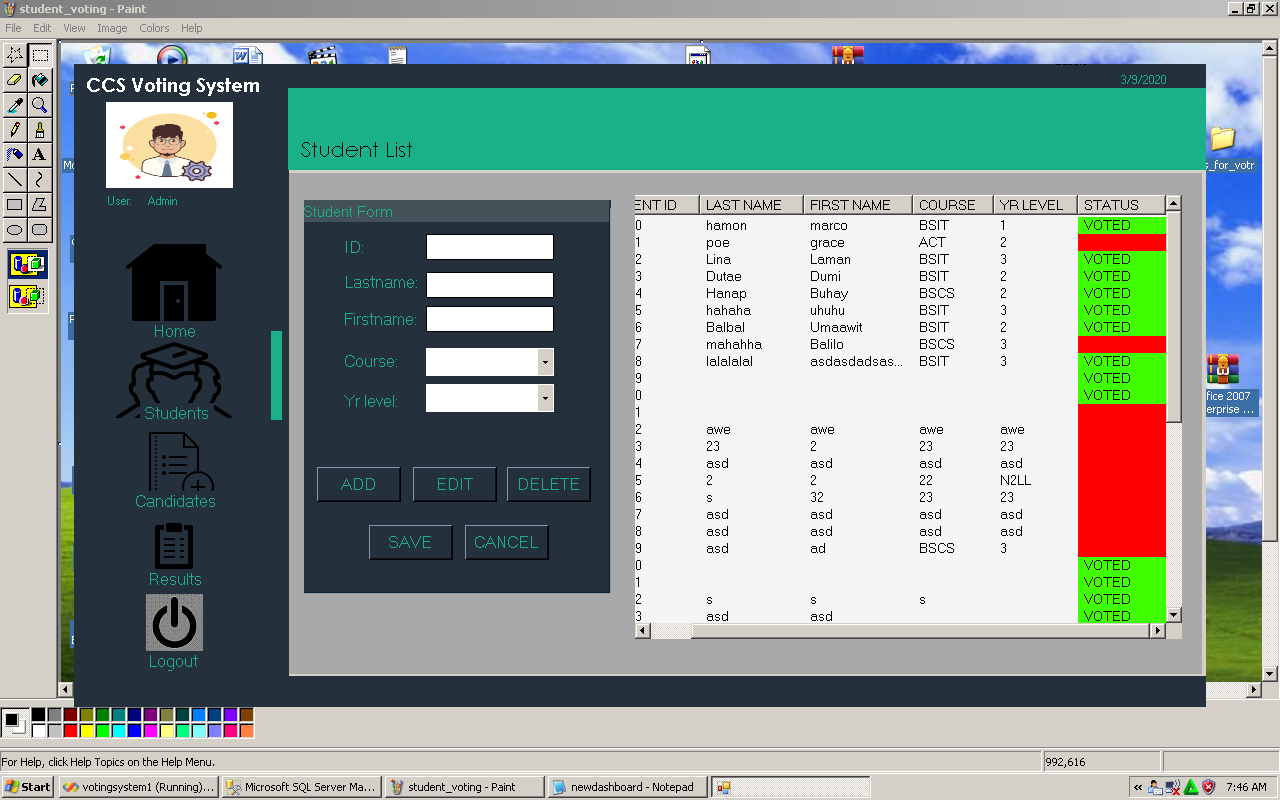 student_voting - Paint
File Edit View Image Colors Help
CCS Voting System
3/9/2020
Student List
User: Admin
Home
Students
Candidates
Results
Logout
Student Form
ID:
Lastname:
Firstname:
Course:
Yr level:
ADD EDIT DELETE
SAVE CANCEL
ENT ID LAST NAME FIRST NAME COURSE YR LEVEL STATUS
0 hamon marco BSIT 1 VOTED
1 poe grace ACT 2
2 Lina Laman BSIT 3 VOTED
3 Dutae Dumi BSIT 2 VOTED
4 Hanap Buhay BSCS 2 VOTED
5 hahaha uhuhu BSIT 3 VOTED
6 Balbal Umaawit BSIT 2 VOTED
7 mahahha Balilo BSCS 3
8 lalalalal asdasdadsas... BSIT 3 VOTED
9 VOTED
0 VOTED
1
2 awe awe awe awe
3 23 2 23 23
4 asd asd asd asd
5 2 2 22 N2LL
6 s 32 23 23
7 asd asd asd asd
8 asd asd asd asd
9 asd ad BSCS 3
0 VOTED
1 VOTED
2 s s s VOTED
3 asd asd VOTED
s_for_votr
fice 2007
erprise ...
For Help, click Help Topics on the Help Menu.
992,616
Start votingsystem1 (Running)... Microsoft SQL Server Ma... student_voting - Paint newdashboard - Notepad « 7:46 AM